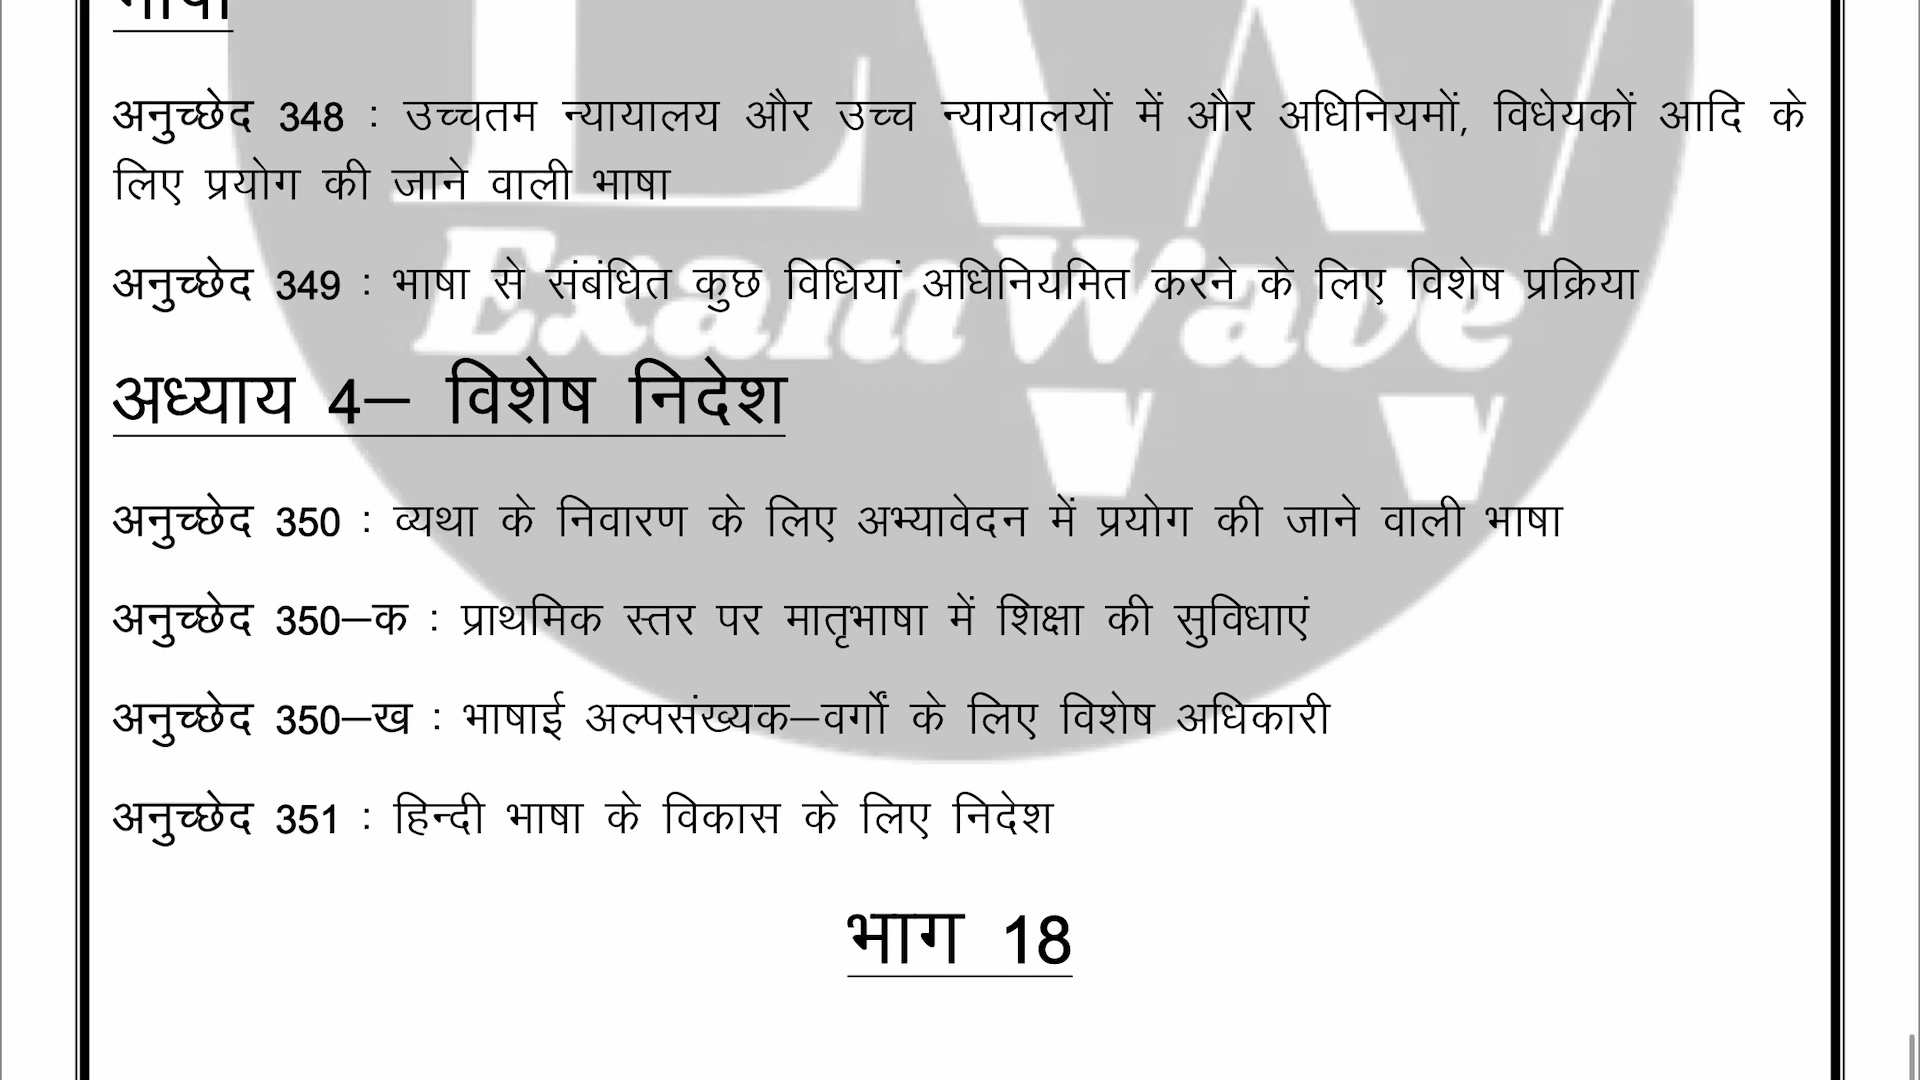 भाषा
अनुच्छेद 348 : उच्चतम न्यायालय और उच्च न्यायालयों में और अधिनियमों, विधेयकों आदि के
लिए प्रयोग की जाने वाली भाषा
अनुच्छेद 349 : भाषा से संबंधित कुछ विधियां अधिनियमित करने के लिए विशेष प्रक्रिया
LAW
ExamWave
अध्याय 4– विशेष निदेश
अनुच्छेद 350 : व्यथा के निवारण के लिए अभ्यावेदन में प्रयोग की जाने वाली भाषा
अनुच्छेद 350–क : प्राथमिक स्तर पर मातृभाषा में शिक्षा की सुविधाएं
अनुच्छेद 350–ख : भाषाई अल्पसंख्यक–वर्गों के लिए विशेष अधिकारी
अनुच्छेद 351 : हिन्दी भाषा के विकास के लिए निदेश
भाग 18